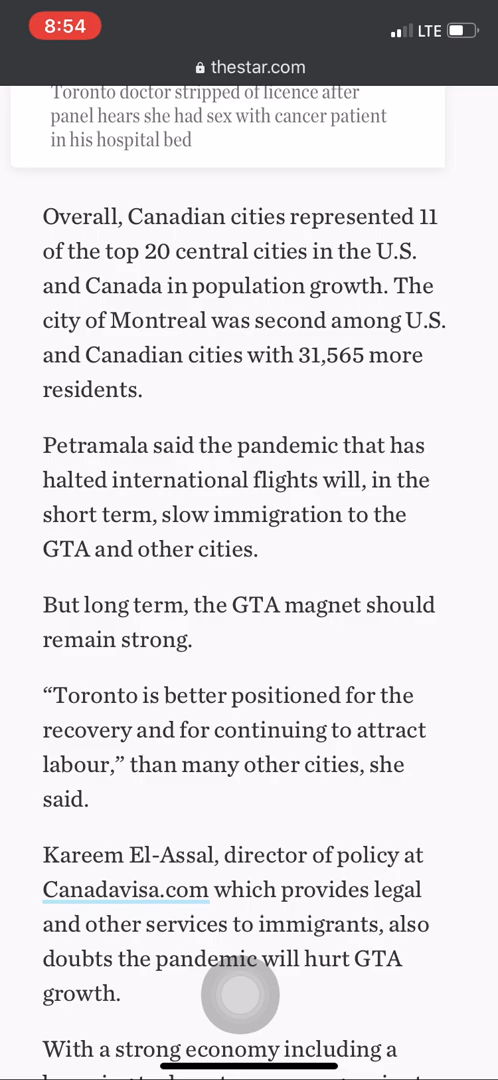 8:54
LTE
thestar.com
Toronto doctor stripped of licence after
panel hears she had sex with cancer patient
in his hospital bed
Overall, Canadian cities represented 11
of the top 20 central cities in the U.S.
and Canada in population growth. The
city of Montreal was second among U.S.
and Canadian cities with 31,565 more
residents.
Petramala said the pandemic that has
halted international flights will, in the
short term, slow immigration to the
GTA and other cities.
But long term, the GTA magnet should
remain strong.
“Toronto is better positioned for the
recovery and for continuing to attract
labour,” than many other cities, she
said.
Kareem El-Assal, director of policy at
Canadavisa.com which provides legal
and other services to immigrants, also
doubts the pandemic will hurt GTA
growth.
With a strong economy including a